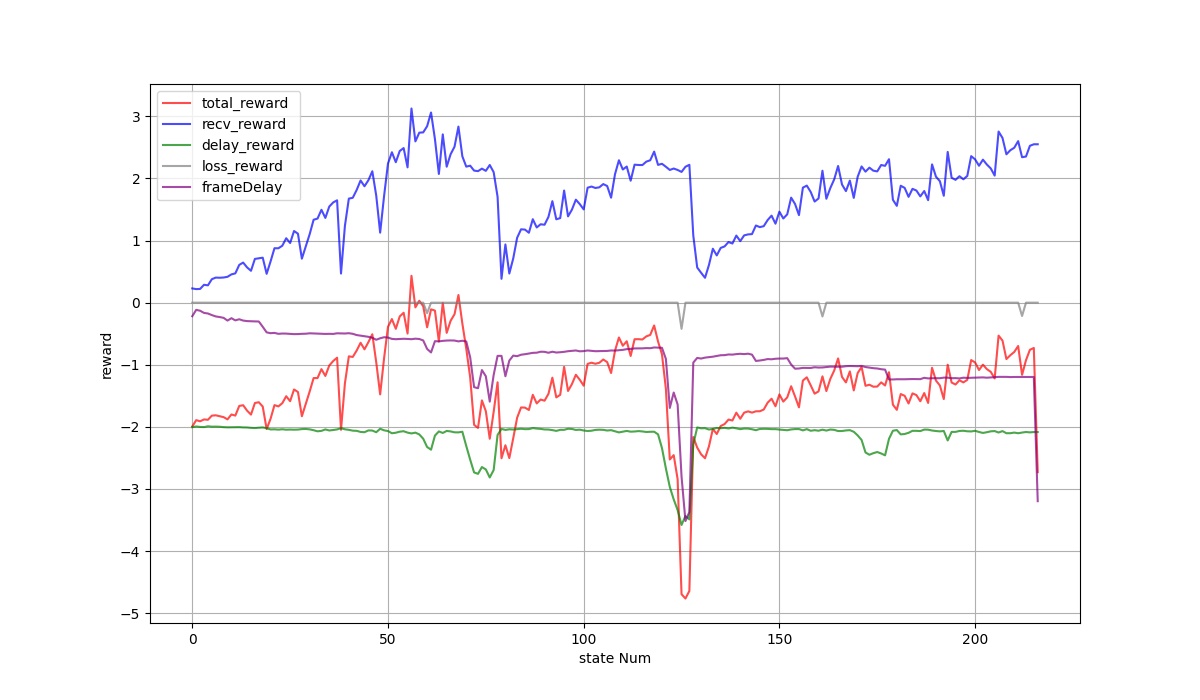 total_reward
recv_reward
delay_reward
loss_reward
frameDelay
3
2
1
0
−1
−2
−3
−4
−5
reward
0
50
100
150
200
state Num